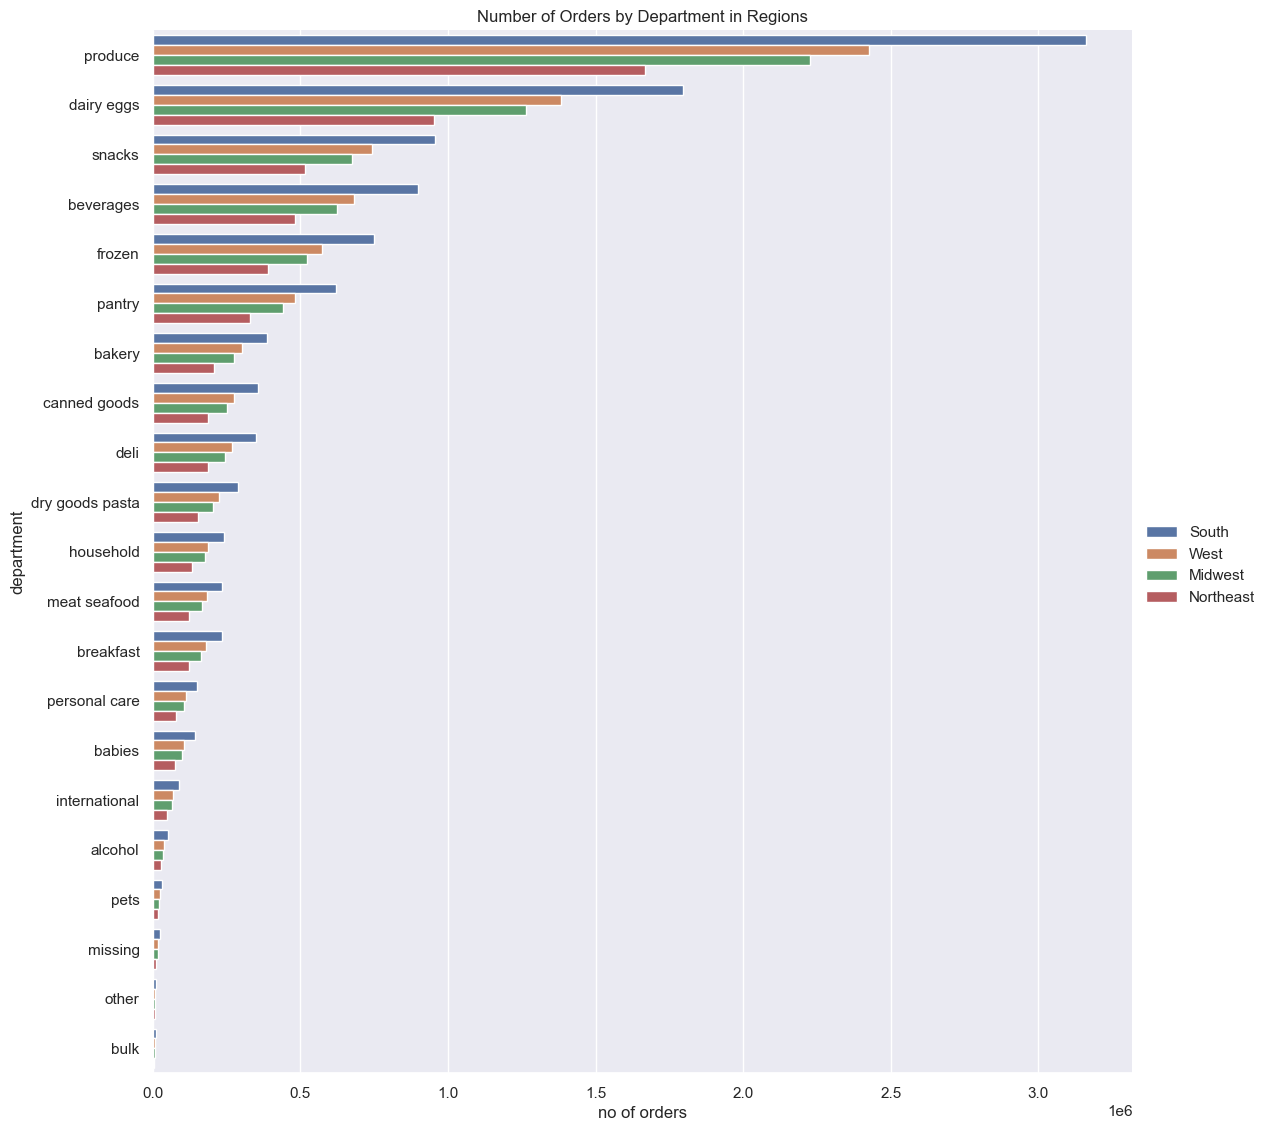 Number of Orders by Department in Regions
produce
dairy eggs
snacks
beverages
frozen
pantry
bakery
canned goods
deli
dry goods pasta
household
meat seafood
breakfast
personal care
babies
international
alcohol
pets
missing
other
bulk
department
0.0 0.5 1.0 1.5 2.0 2.5 3.0
1e6
no of orders
South
West
Midwest
Northeast